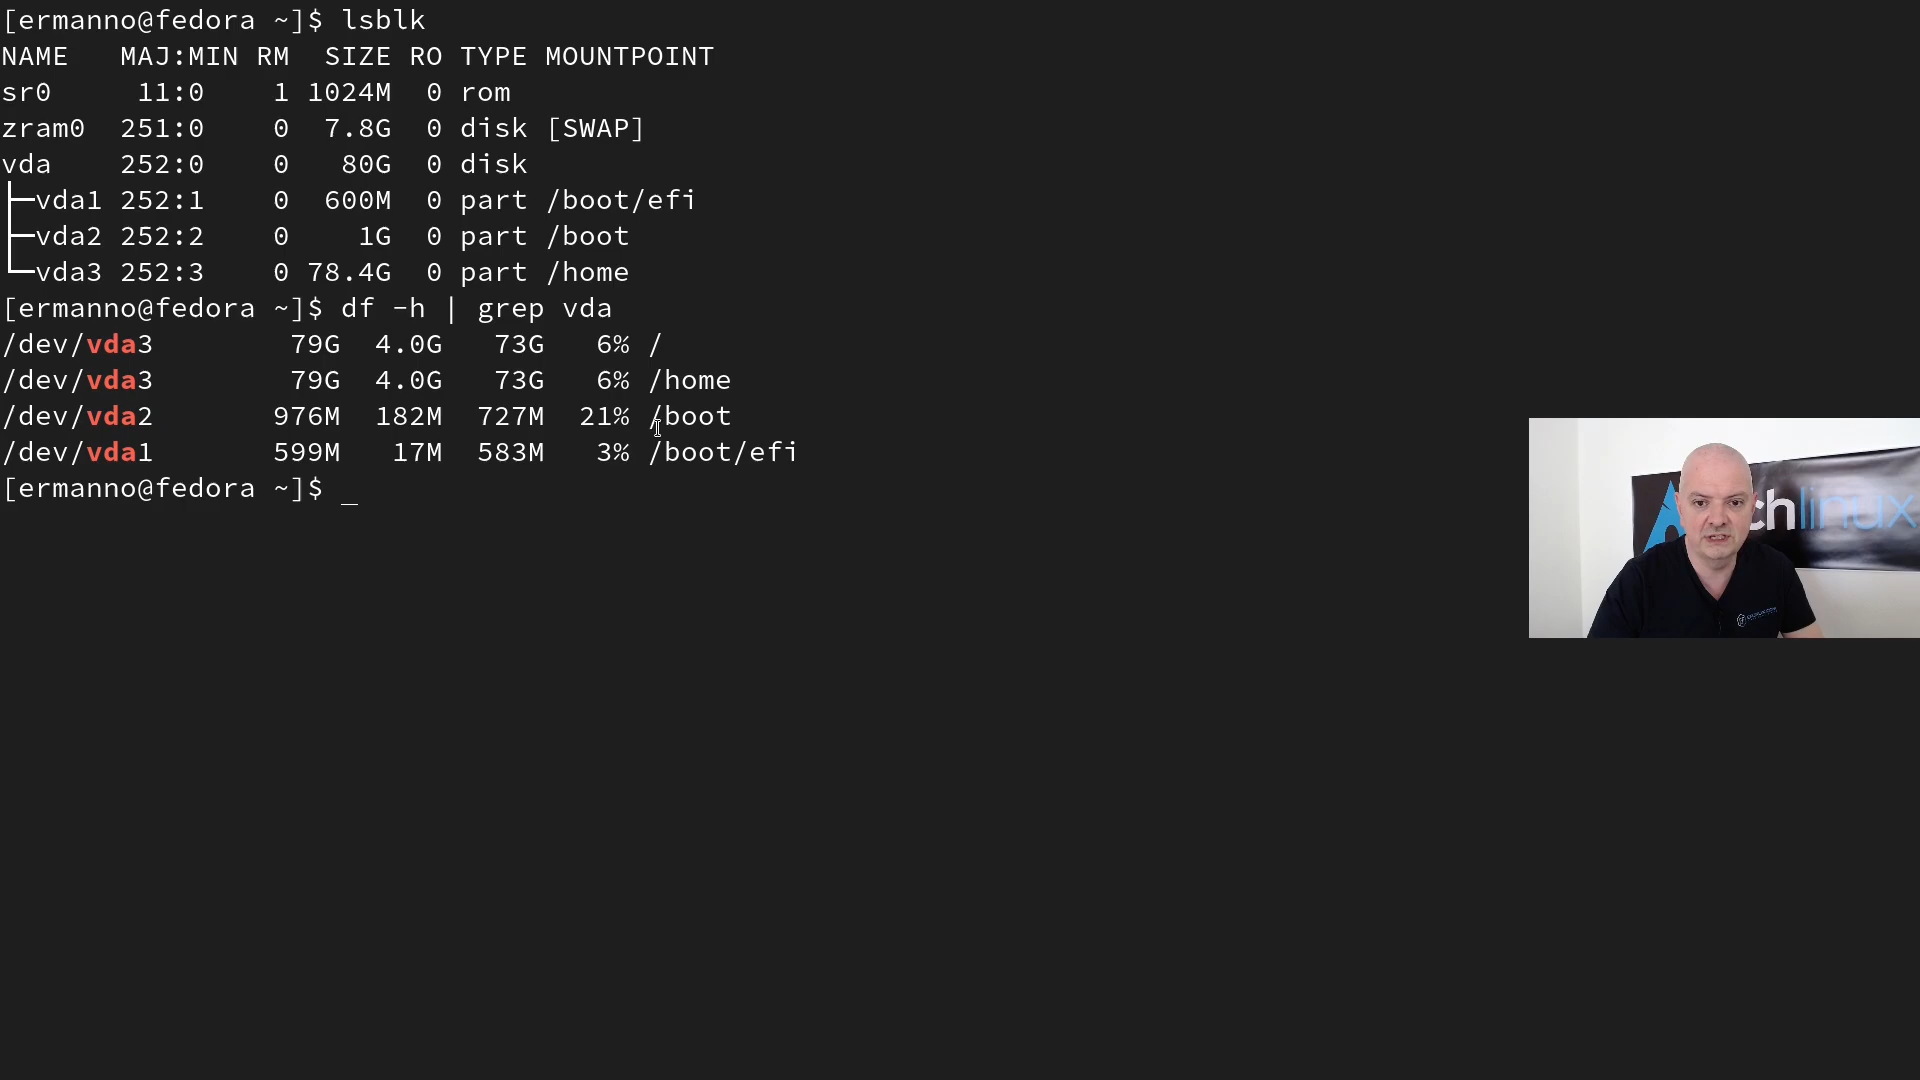 [ermanno@fedora ~]$ lsblk
NAME   MAJ:MIN RM  SIZE RO TYPE MOUNTPOINT
sr0     11:0    1 1024M  0 rom
zram0  251:0    0  7.8G  0 disk [SWAP]
vda    252:0    0   80G  0 disk
├─vda1 252:1    0  600M  0 part /boot/efi
├─vda2 252:2    0    1G  0 part /boot
└─vda3 252:3    0 78.4G  0 part /home
[ermanno@fedora ~]$ df -h | grep vda
/dev/vda3        79G  4.0G   73G   6% /
/dev/vda3        79G  4.0G   73G   6% /home
/dev/vda2       976M  182M  727M  21% /boot
/dev/vda1       599M   17M  583M   3% /boot/efi
[ermanno@fedora ~]$ _
ch linux